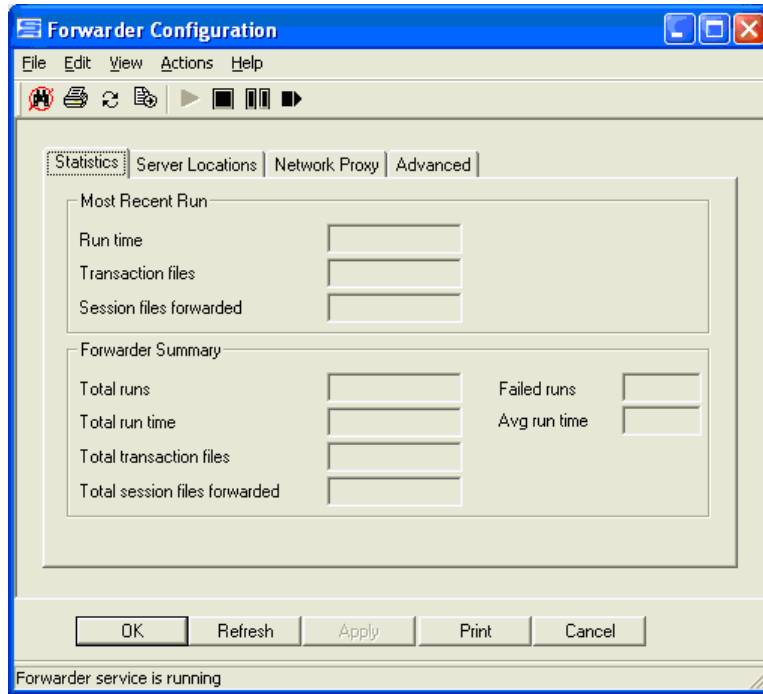 Forwarder Configuration
File Edit View Actions Help
Statistics Server Locations Network Proxy Advanced
Most Recent Run
Run time
Transaction files
Session files forwarded
Forwarder Summary
Total runs Failed runs
Total run time Avg run time
Total transaction files
Total session files forwarded
OK Refresh Apply Print Cancel
Forwarder service is running